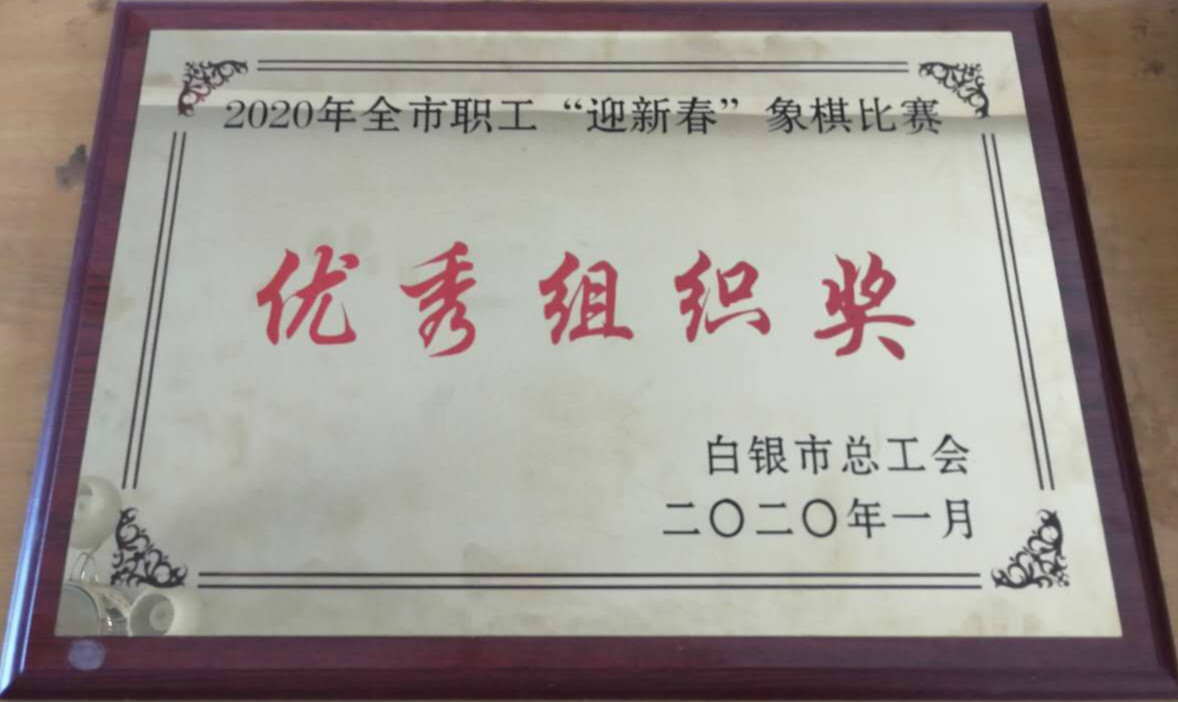 2020年全市职工“迎新春”象棋比赛
优秀组织奖
白银市总工会
二〇二〇年一月